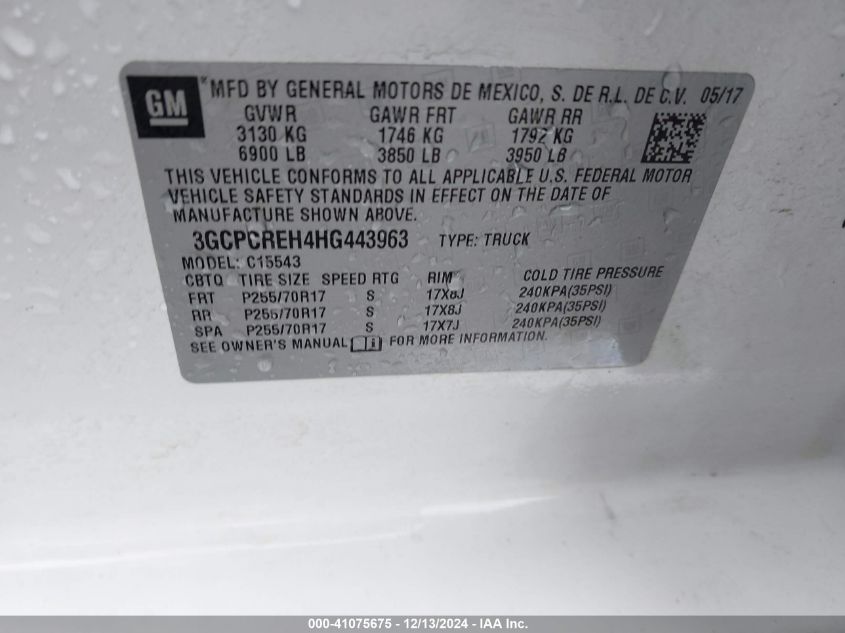 GM
*MFD BY GENERAL MOTORS DE MEXICO, S. DE R.L. DE C.V. 05/17
GVWR GAWR FRT GAWR RR
3130 KG 1746 KG 1792 KG
6900 LB 3850 LB 3950 LB
THIS VEHICLE CONFORMS TO ALL APPLICABLE U.S. FEDERAL MOTOR
VEHICLE SAFETY STANDARDS IN EFFECT ON THE DATE OF
MANUFACTURE SHOWN ABOVE.
3GCPCREH4HG443963 TYPE: TRUCK
MODEL: C15543
CBTQ TIRE SIZE SPEED RTG RIM COLD TIRE PRESSURE
FRT P255/70R17 S 17X8J 240KPA(35PSI)
RR P255/70R17 S 17X8J 240KPA(35PSI)
SPA P255/70R17 S 17X7J 240KPA(35PSI)
SEE OWNER'S MANUAL i FOR MORE INFORMATION.
000-41075675 - 12/13/2024 - IAA Inc.